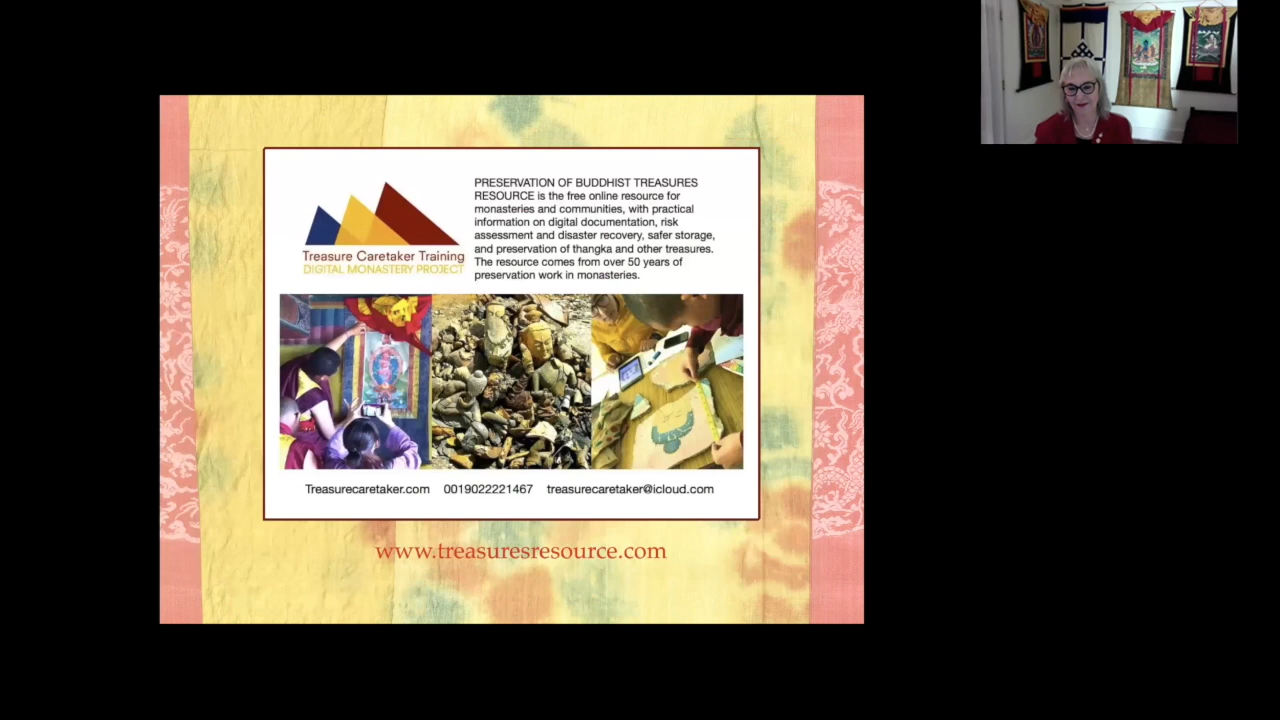 PRESERVATION OF BUDDHIST TREASURES
RESOURCE is the free online resource for
monasteries and communities, with practical
information on digital documentation, risk
assessment and disaster recovery, safer storage,
and preservation of thangka and other treasures.
The resource comes from over 50 years of
preservation work in monasteries.
Treasure Caretaker Training
DIGITAL MONASTERY PROJECT
Treasurecaretaker.com 0019022221467 treasurecaretaker@icloud.com
www.treasuresresource.com